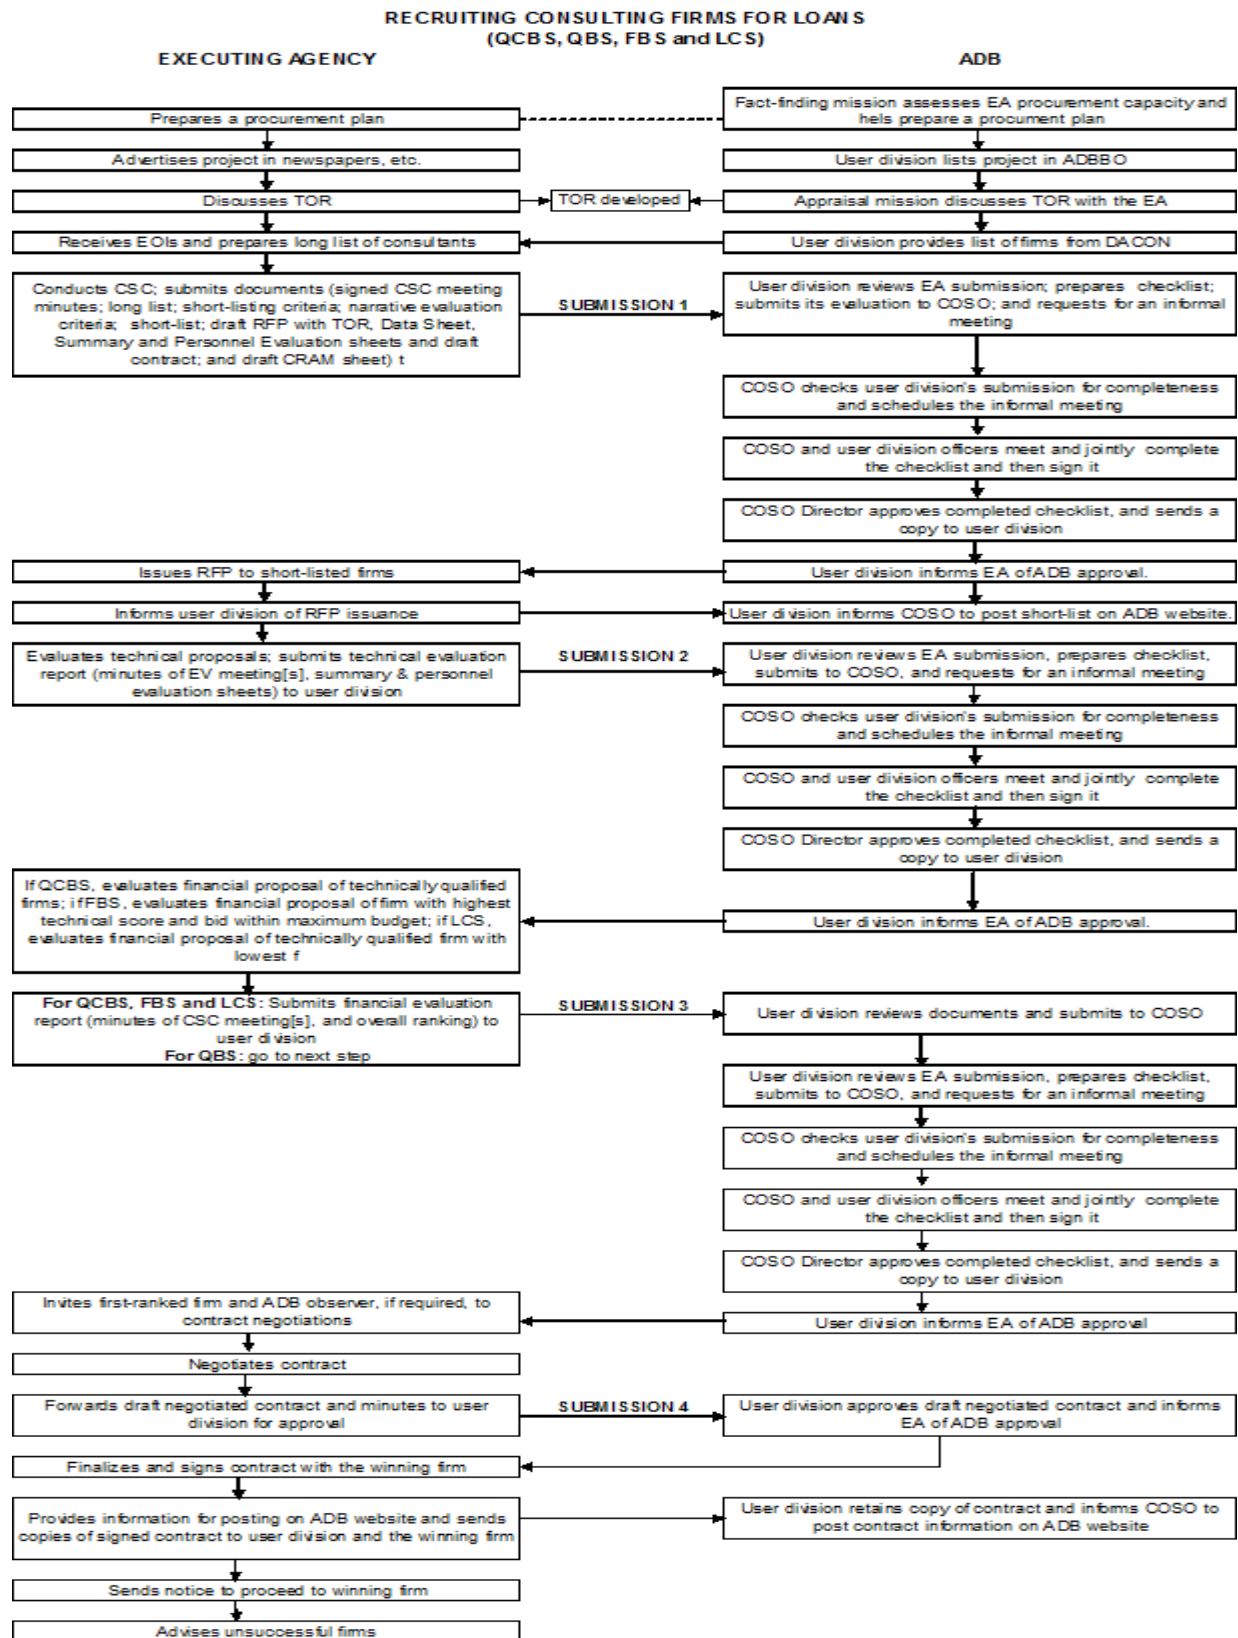 RECRUITING CONSULTING FIRMS FOR LOANS
(QCBS, QBS, FBS and LCS)
EXECUTING AGENCY
ADB
Prepares a procurement plan
Fact-finding mission assesses EA procurement capacity and
hels prepare a procument plan
Advertises project in newspapers, etc.
User division lists project in ADBBO
Discusses TOR
TOR developed
Appraisal mission discusses TOR with the EA
Receives EOIs and prepares long list of consultants
User division provides list of firms from DACON
Conducts CSC; submits documents (signed CSC meeting
minutes; long list; short-listing criteria; narrative evaluation
criteria; short-list; draft RFP with TOR, Data Sheet,
Summary and Personnel Evaluation sheets and draft
contract; and draft CRAM sheet) t
SUBMISSION 1
User division reviews EA submission; prepares checklist;
submits its evaluation to COSO; and requests for an informal
meeting
COSO checks user division's submission for completeness
and schedules the informal meeting
COSO and user division officers meet and jointly complete
the checklist and then sign it
COSO Director approves completed checklist, and sends a
copy to user division
Issues RFP to short-listed firms
User division informs EA of ADB approval.
Informs user division of RFP issuance
User division informs COSO to post short-list on ADB website.
Evaluates technical proposals; submits technical evaluation
report (minutes of EV meeting[s], summary & personnel
evaluation sheets) to user division
SUBMISSION 2
User division reviews EA submission, prepares checklist,
submits to COSO, and requests for an informal meeting
COSO checks user division's submission for completeness
and schedules the informal meeting
COSO and user division officers meet and jointly complete
the checklist and then sign it
COSO Director approves completed checklist, and sends a
copy to user division
If QCBS, evaluates financial proposal of technically qualified
firms; if FBS, evaluates financial proposal of firm with highest
technical score and bid within maximum budget; if LCS,
evaluates financial proposal of technically qualified firm with
lowest f
User division informs EA of ADB approval.
For QCBS, FBS and LCS: Submits financial evaluation
report (minutes of CSC meeting[s], and overall ranking) to
user division
For QBS: go to next step
SUBMISSION 3
User division reviews documents and submits to COSO
User division reviews EA submission, prepares checklist,
submits to COSO, and requests for an informal meeting
COSO checks user division's submission for completeness
and schedules the informal meeting
COSO and user division officers meet and jointly complete
the checklist and then sign it
COSO Director approves completed checklist, and sends a
copy to user division
Invites first-ranked firm and ADB observer, if required, to
contract negotiations
User division informs EA of ADB approval
Negotiates contract
Forwards draft negotiated contract and minutes to user
division for approval
SUBMISSION 4
User division approves draft negotiated contract and informs
EA of ADB approval
Finalizes and signs contract with the winning firm
Provides information for posting on ADB website and sends
copies of signed contract to user division and the winning firm
User division retains copy of contract and informs COSO to
post contract information on ADB website
Sends notice to proceed to winning firm
Advises unsuccessful firms